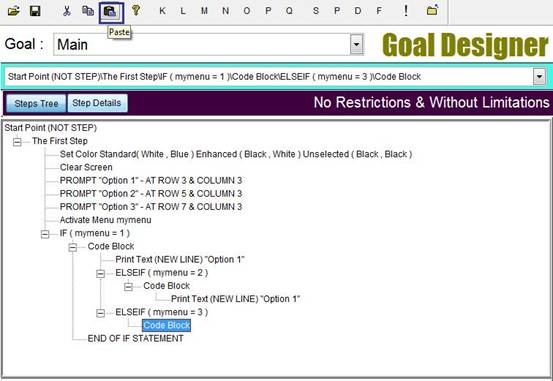 K L M N O P Q S P D F !
Paste
Goal : Main
Goal Designer
Start Point (NOT STEP)\The First Step\IF ( mymenu = 1 )\Code Block\ELSEIF ( mymenu = 3 )\Code Block
Steps Tree Step Details No Restrictions & Without Limitations
Start Point (NOT STEP)
The First Step
Set Color Standard( White , Blue ) Enhanced ( Black , White ) Unselected ( Black , Black )
Clear Screen
PROMPT "Option 1" - AT ROW 3 & COLUMN 3
PROMPT "Option 2" - AT ROW 5 & COLUMN 3
PROMPT "Option 3" - AT ROW 7 & COLUMN 3
Activate Menu mymenu
IF ( mymenu = 1 )
Code Block
Print Text (NEW LINE) "Option 1"
ELSEIF ( mymenu = 2 )
Code Block
Print Text (NEW LINE) "Option 1"
ELSEIF ( mymenu = 3 )
Code Block
END OF IF STATEMENT